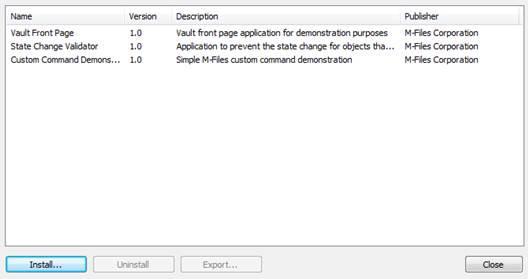 Name Version Description Publisher
Vault Front Page 1.0 Vault front page application for demonstration purposes M-Files Corporation
State Change Validator 1.0 Application to prevent the state change for objects tha... M-Files Corporation
Custom Command Demons... 1.0 Simple M-Files custom command demonstration M-Files Corporation
Install... Uninstall Export... Close